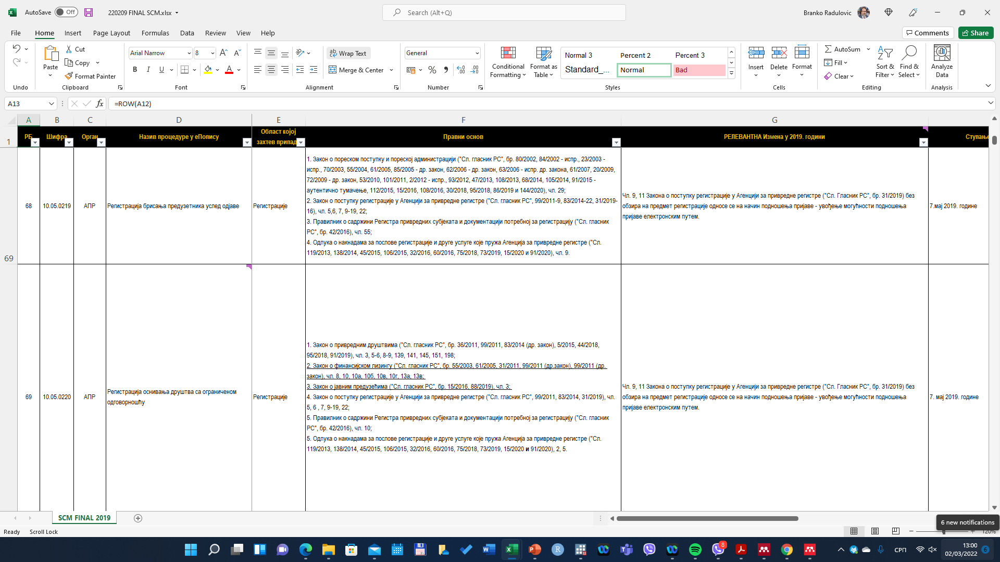 AutoSave Off 220209 FINAL SCM.xlsx Search (Alt+Q) Branko Radulovic
File Home Insert Page Layout Formulas Data Review View Help Comments Share
Undo
Paste Cut Copy Format Painter Clipboard
Arial Narrow 8 B I U A Font
Wrap Text Merge & Center Alignment
General % Number
Conditional Formatting Format as Table
Normal 3 Percent 2 Percent 3
Standard_... Normal Bad
Styles
Insert Delete Format Cells
AutoSum Fill Clear Sort & Filter Find & Select Editing
Analyze Data Analysis
A13 fx =ROW(A12)
A B C D E F G
1 РБ Шифра Орган Назив процедуре у еПопису Област којој захтев припад Правни основ РЕЛЕВАНТНА Измена у 2019. години Ступање
69
68 10.05.0219 АПР Регистрација брисања предузетника услед одјаве Регистрације
1. Закон о пореском поступку и пореској администрацији ("Сл. гласник РС", бр. 80/2002, 84/2002 - испр., 23/2003 -
испр., 70/2003, 55/2004, 61/2005, 85/2005 - др. закон, 62/2006 - др. закон, 63/2006 - испр. др. закона, 61/2007, 20/2009,
72/2009 - др. закон, 53/2010, 101/2011, 2/2012 - испр., 93/2012, 47/2013, 108/2013, 68/2014, 105/2014, 91/2015 -
аутентично тумачење, 112/2015, 15/2016, 108/2016, 30/2018, 95/2018, 86/2019 и 144/2020), чл. 29;
2. Закон о поступку регистрације у Агенцији за привредне регистре ("Сл. гласник РС", 99/2011-9, 83/2014-22, 31/2019-
16), чл. 5,6, 7, 9-19, 22;
3. Правилник о садржини Регистра привредних субјеката и документацији потребној за регистрацију ("Сл. гласник
РС", бр. 42/2016), чл. 55;
4. Одлука о накнадама за послове регистрације и друге услуге које пружа Агенција за привредне регистре ("Сл.
119/2013, 138/2014, 45/2015, 106/2015, 32/2016, 60/2016, 75/2018, 73/2019, 15/2020 и 91/2020), чл. 9.
Чл. 9, 11 Закона о поступку регистрације у Агенцији за привредне регистре ("Сл. Гласник РС", бр. 31/2019) без
обзира на предмет регистрације односе се на начин подношења пријаве - увођење могућности подношења
пријаве електронским путем.
7.мај 2019. године
69 10.05.0220 АПР Регистрација оснивања друштва са ограниченом
одговорношћу
Регистрације
1. Закон о привредним друштвима ("Сл. гласник РС", бр. 36/2011, 99/2011, 83/2014 (др. закон), 5/2015, 44/2018,
95/2018, 91/2019), чл. 3, 5-6, 8-9, 139, 141, 145, 151, 198;
2. Закон о финансијском лизингу ("Сл. гласник РС", бр. 55/2003, 61/2005, 31/2011, 99/2011 (др.закон), 99/2011 (др.
закон), чл. 8, 10, 10а, 10б, 10в, 10г, 13а, 13в;
3. Закон о јавним предузећима ("Сл. гласник РС", бр. 15/2016, 88/2019), чл. 3;
4. Закон о поступку регистрације у Агенцији за привредне регистре ("Сл. гласник РС", 99/2011, 83/2014, 31/2019), чл.
5, 6 , 7, 9-19, 22;
5. Правилник о садржини Регистра привредних субјеката и документацији потребној за регистрацију ("Сл. гласник
РС", бр. 42/2016), чл. 10;
5. Одлука о накнадама за послове регистрације и друге услуге које пружа Агенција за привредне регистре ("Сл.
119/2013, 138/2014, 45/2015, 106/2015, 32/2016, 60/2016, 75/2018, 73/2019, 15/2020 и 91/2020), 2, 5.
Чл. 9, 11 Закона о поступку регистрације у Агенцији за привредне регистре ("Сл. Гласник РС", бр. 31/2019) без
обзира на предмет регистрације односе се на начин подношења пријаве - увођење могућности подношења
пријаве електронским путем.
7. мај 2019. године
SCM FINAL 2019
6 new notifications
Ready Scroll Lock 120%
8 СРП 13:00
02/03/2022 6